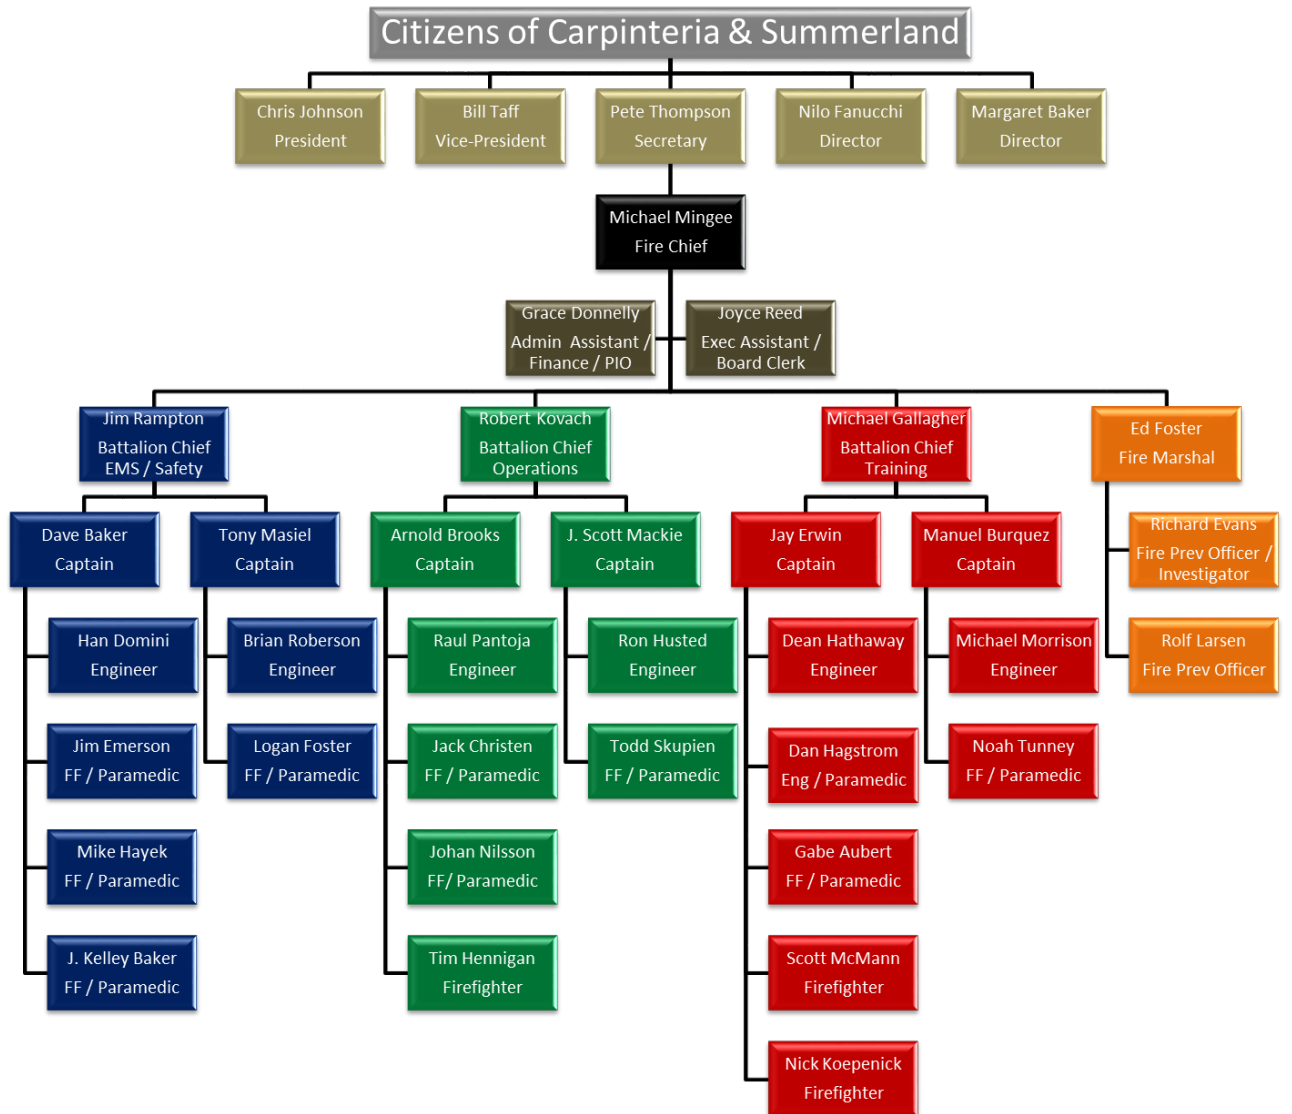 Citizens of Carpinteria & Summerland
Chris Johnson
President
Bill Taff
Vice-President
Pete Thompson
Secretary
Nilo Fanucchi
Director
Margaret Baker
Director
Michael Mingee
Fire Chief
Grace Donnelly
Admin Assistant /
Finance / PIO
Joyce Reed
Exec Assistant /
Board Clerk
Jim Rampton
Battalion Chief
EMS / Safety
Robert Kovach
Battalion Chief
Operations
Michael Gallagher
Battalion Chief
Training
Ed Foster
Fire Marshal
Dave Baker
Captain
Tony Masiel
Captain
Arnold Brooks
Captain
J. Scott Mackie
Captain
Jay Erwin
Captain
Manuel Burquez
Captain
Richard Evans
Fire Prev Officer /
Investigator
Han Domini
Engineer
Brian Roberson
Engineer
Raul Pantoja
Engineer
Ron Husted
Engineer
Dean Hathaway
Engineer
Michael Morrison
Engineer
Rolf Larsen
Fire Prev Officer
Jim Emerson
FF / Paramedic
Logan Foster
FF / Paramedic
Jack Christen
FF / Paramedic
Todd Skupien
FF / Paramedic
Dan Hagstrom
Eng / Paramedic
Noah Tunney
FF / Paramedic
Mike Hayek
FF / Paramedic
Johan Nilsson
FF/ Paramedic
Gabe Aubert
FF / Paramedic
J. Kelley Baker
FF / Paramedic
Tim Hennigan
Firefighter
Scott McMann
Firefighter
Nick Koepenick
Firefighter